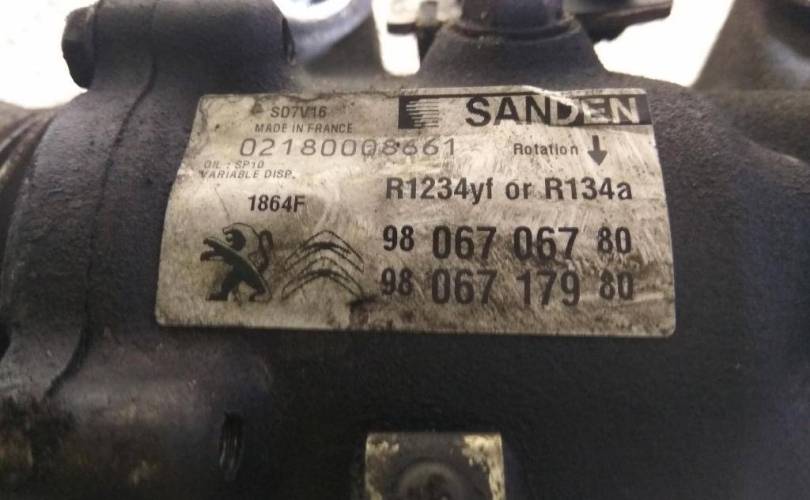 SD7V16
SANDEN
MADE IN FRANCE
02180008661
Rotation
OIL : SP10
VARIABLE DISP.
R1234yf or R134a
1864F
98 067 067 80
98 067 179 80